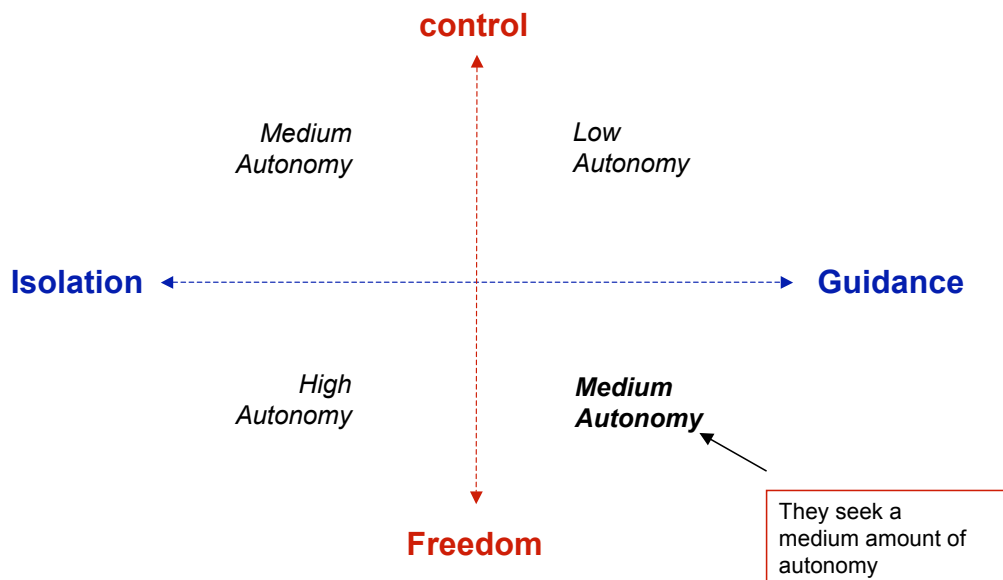 control
Medium
Autonomy
Low
Autonomy
Isolation
Guidance
High
Autonomy
Medium
Autonomy
Freedom
They seek a
medium amount of
autonomy